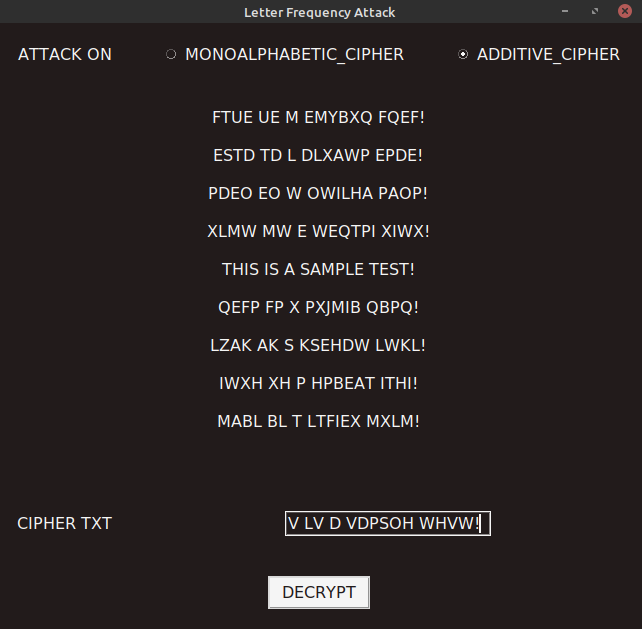 Letter Frequency Attack
ATTACK ON MONOALPHABETIC_CIPHER ADDITIVE_CIPHER
FTUE UE M EMYBXQ FQEF!
ESTD TD L DLXAWP EPDE!
PDEO EO W OWILHA PAOP!
XLMW MW E WEQTPI XIWX!
THIS IS A SAMPLE TEST!
QEFP FP X PXJMIB QBPQ!
LZAK AK S KSEHDW LWKL!
IWXH XH P HPBEAT ITHI!
MABL BL T LTFIEX MXLM!
CIPHER TXT V LV D VDPSOH WHVW!
DECRYPT